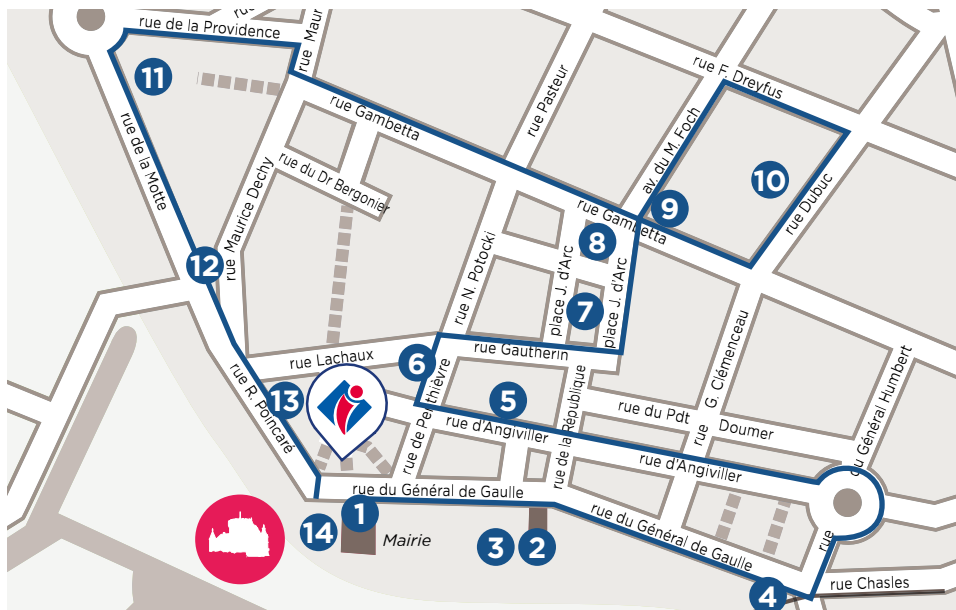 rue de la Providence
rue Maur
11
rue de la Motte
rue Gambetta
rue Pasteur
rue F. Dreyfus
av. du M. Foch
10
rue Dubuc
rue du Dr Bergonier
rue Maurice Dechy
9
rue Gambetta
8
12
rue N. Potocki
place J. d'Arc
place J. d'Arc
7
rue G. Clémenceau
rue Lachaux
6
rue Gautherin
rue de Penthièvre
13
5
rue de la République
rue du Pdt Doumer
du Général Humbert
rue R. Poincaré
rue d'Angiviller
rue d'Angiviller
rue du Général de Gaulle
rue du Général de Gaulle
1
14
Mairie
3
2
4
rue
rue Chasles